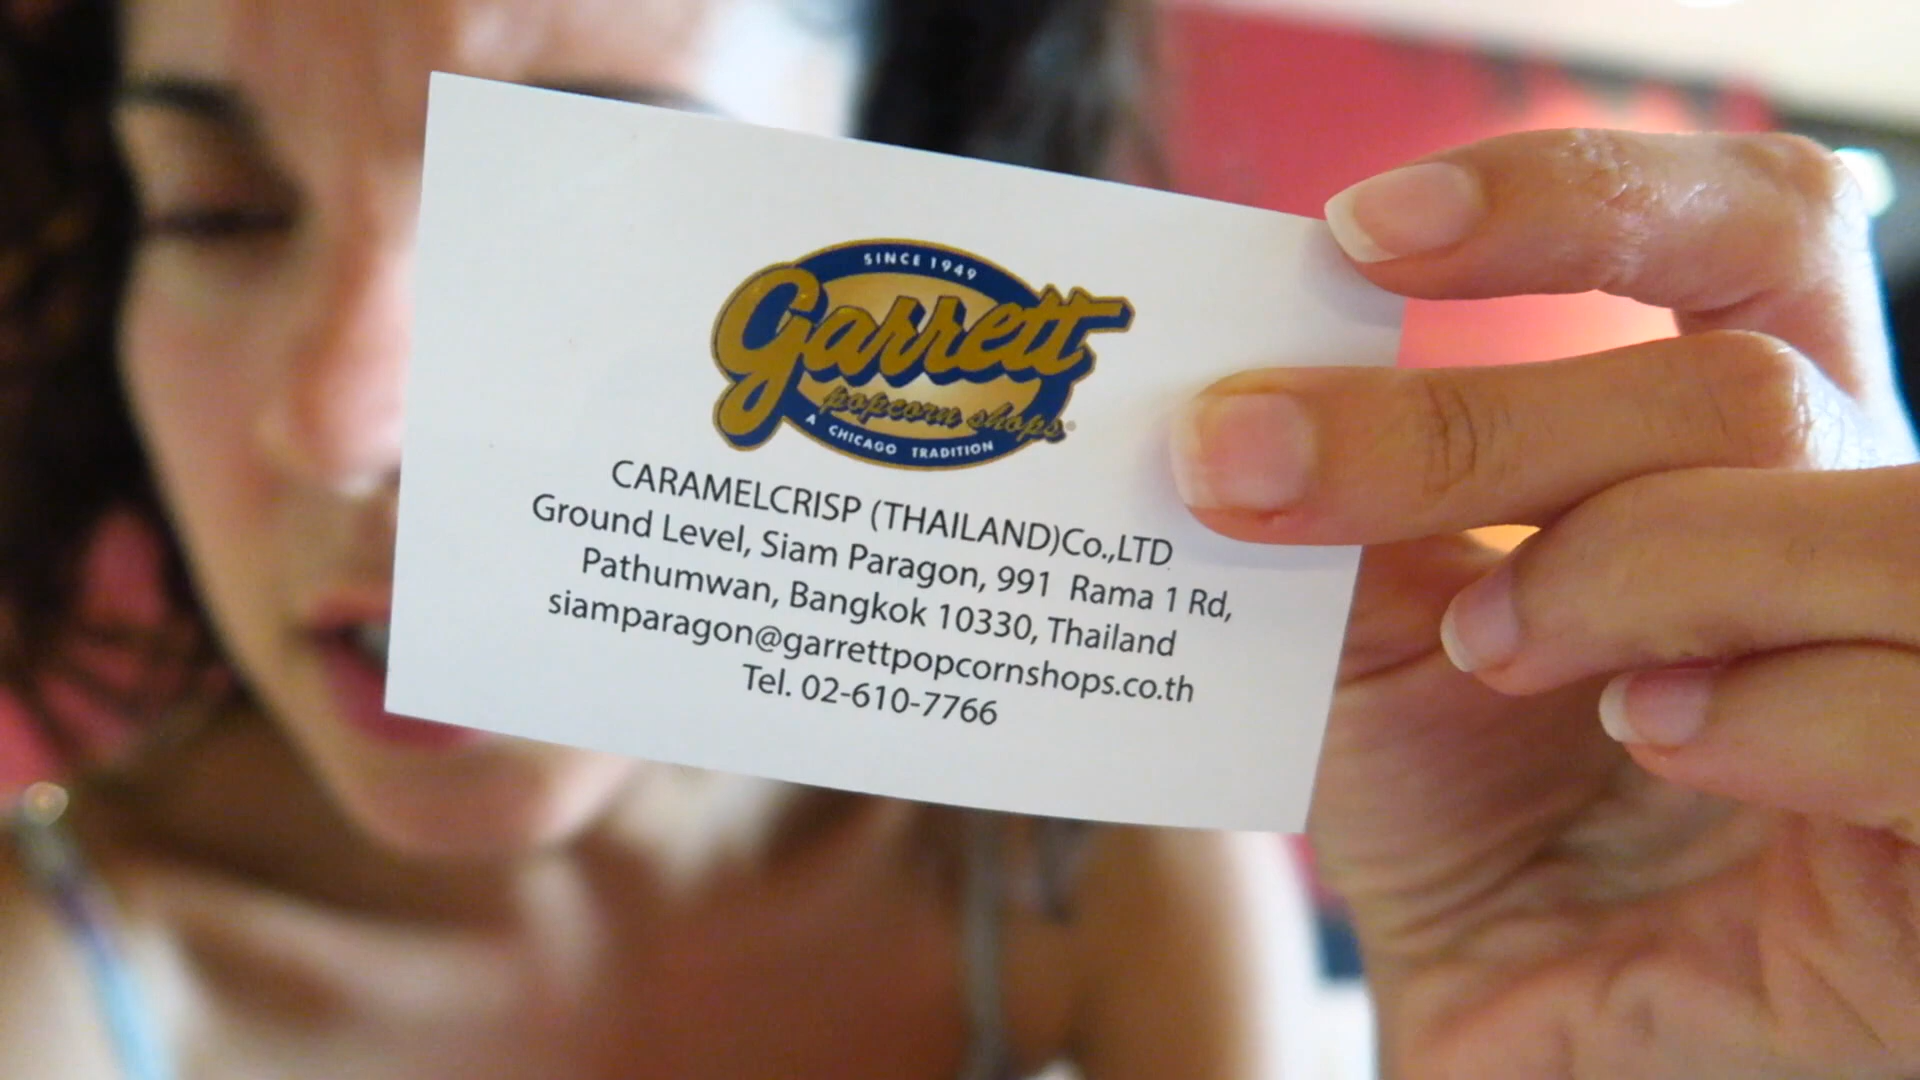 SINCE 1949
Garrett
popcorn shops®
A CHICAGO TRADITION
CARAMELCRISP (THAILAND)Co.,LTD
Ground Level, Siam Paragon, 991 Rama 1 Rd,
Pathumwan, Bangkok 10330, Thailand
siamparagon@garrettpopcornshops.co.th
Tel. 02-610-7766